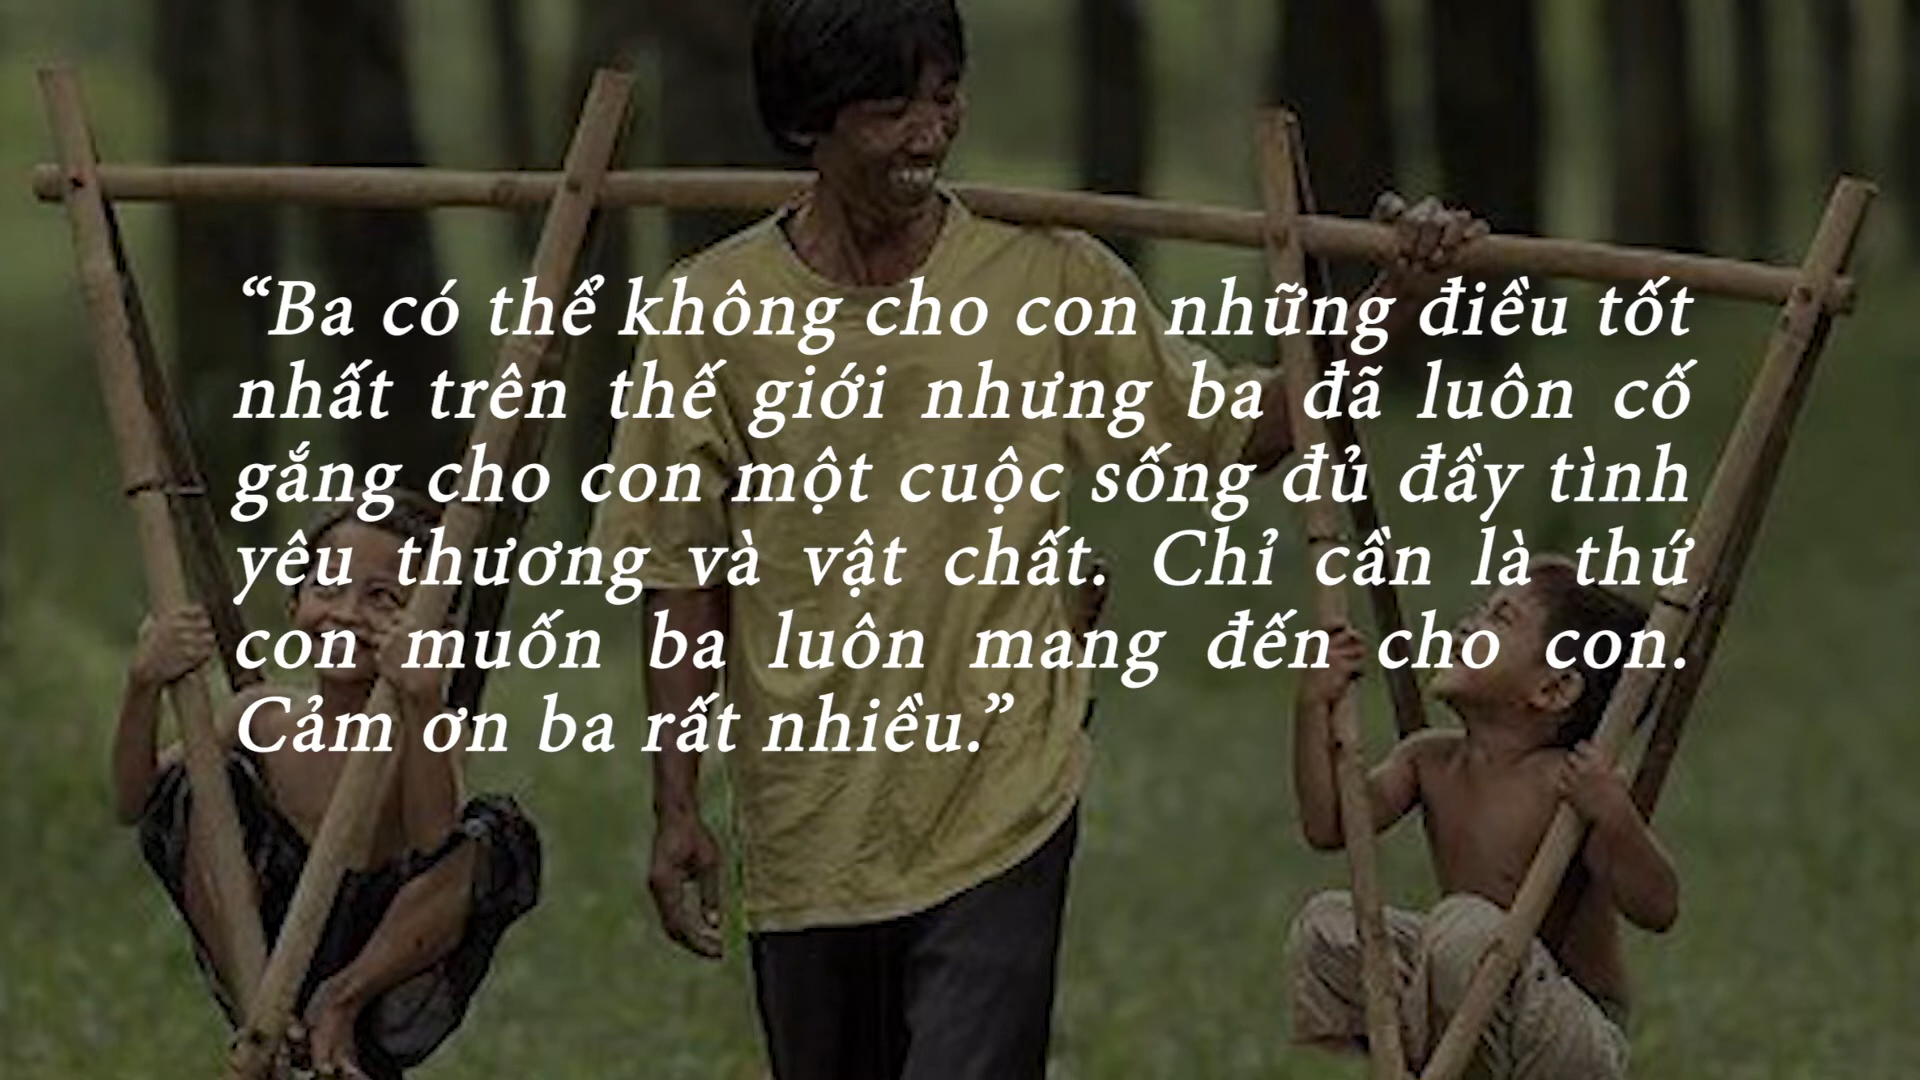 “Ba có thể không cho con những điều tốt
nhất trên thế giới nhưng ba đã luôn cố
gắng cho con một cuộc sống đủ đầy tình
yêu thương và vật chất. Chỉ cần là thứ
con muốn ba luôn mang đến cho con.
Cảm ơn ba rất nhiều.”